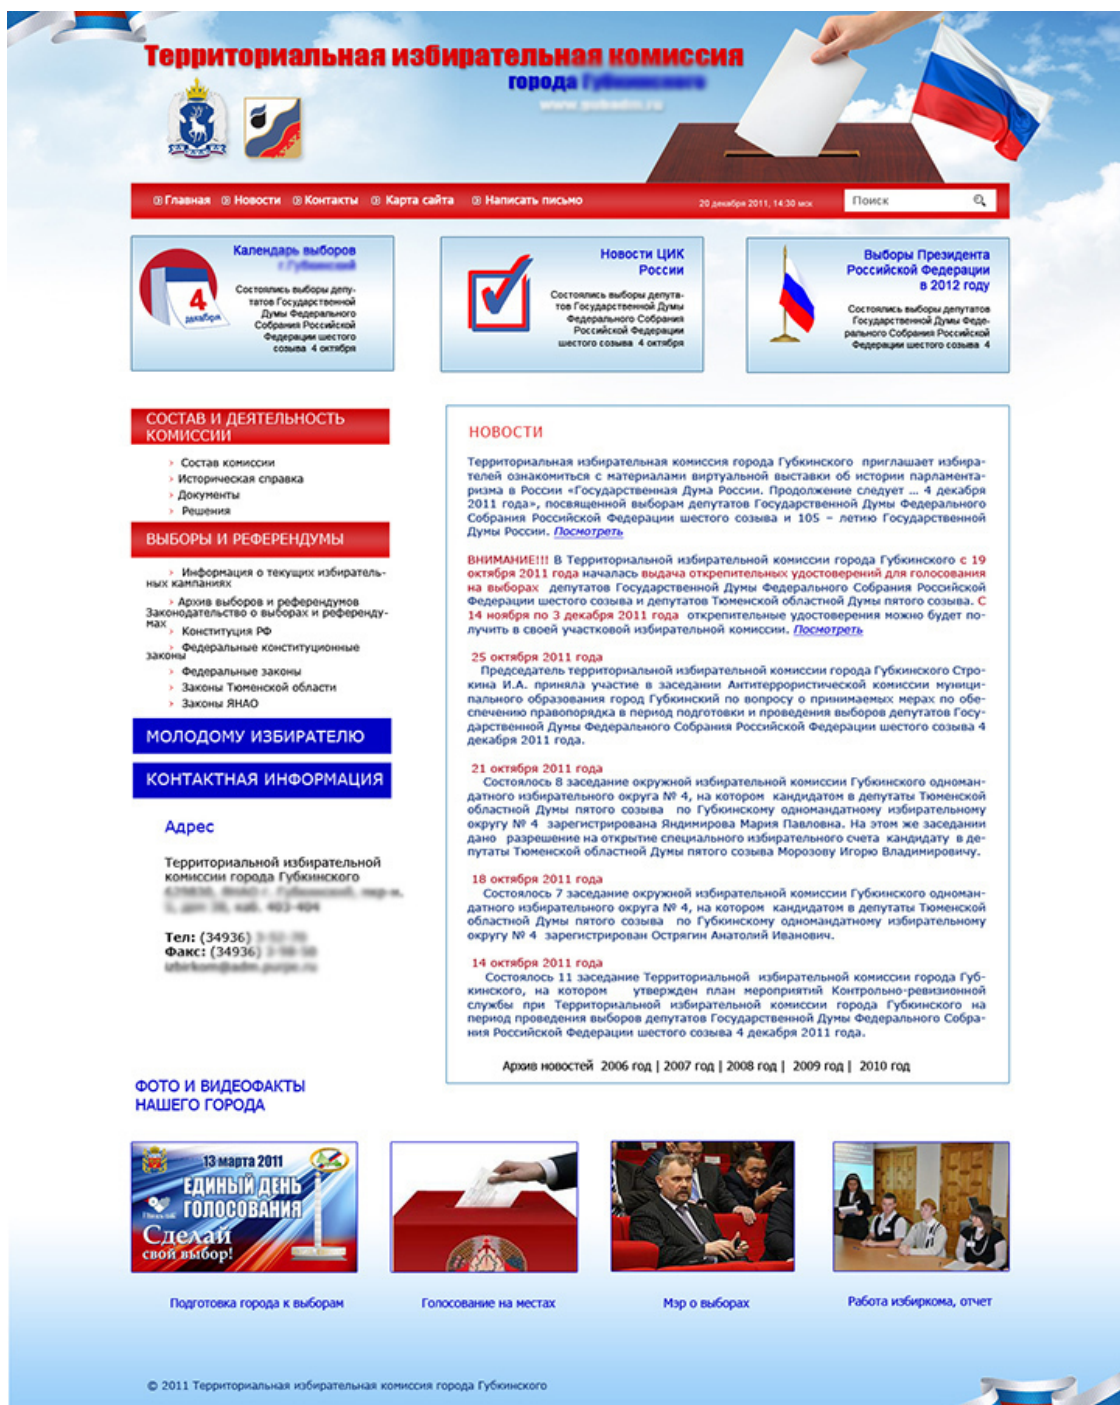 Территориальная избирательная комиссия
города
Главная Новости Контакты Карта сайта Написать письмо
20 декабря 2011, 14:30 мск
Поиск
Календарь выборов
4
декабря
Состоялись выборы депу-
татов Государственной
Думы Федерального
Собрания Российской
Федерации шестого
созыва 4 октября
Новости ЦИК
России
Состоялись выборы депута-
тов Государственной Думы
Федерального Собрания
Российской Федерации
шестого созыва 4 октября
Выборы Президента
Российской Федерации
в 2012 году
Состоялись выборы депутатов
Государственной Думы Феде-
рального Собрания Российской
Федерации шестого созыва 4
СОСТАВ И ДЕЯТЕЛЬНОСТЬ
КОМИССИИ
> Состав комиссии
> Историческая справка
> Документы
> Решения
ВЫБОРЫ И РЕФЕРЕНДУМЫ
> Информация о текущих избиратель-
ных кампаниях
> Архив выборов и референдумов
Законодательство о выборах и референду-
мах
> Конституция РФ
> Федеральные конституционные
законы
> Федеральные законы
> Законы Тюменской области
> Законы ЯНАО
МОЛОДОМУ ИЗБИРАТЕЛЮ
КОНТАКТНАЯ ИНФОРМАЦИЯ
Адрес
Территориальной избирательной
комиссии города Губкинского
каб. 403-404
Тел: (34936)
Факс: (34936)
НОВОСТИ
Территориальная избирательная комиссия города Губкинского приглашает избира-
телей ознакомиться с материалами виртуальной выставки об истории парламента-
ризма в России «Государственная Дума России. Продолжение следует ... 4 декабря
2011 года», посвященной выборам депутатов Государственной Думы Федерального
Собрания Российской Федерации шестого созыва и 105 – летию Государственной
Думы России. Посмотреть
ВНИМАНИЕ!!! В Территориальной избирательной комиссии города Губкинского с 19
октября 2011 года началась выдача открепительных удостоверений для голосования
на выборах депутатов Государственной Думы Федерального Собрания Российской
Федерации шестого созыва и депутатов Тюменской областной Думы пятого созыва. С
14 ноября по 3 декабря 2011 года открепительные удостоверения можно будет по-
лучить в своей участковой избирательной комиссии. Посмотреть
25 октября 2011 года
Председатель территориальной избирательной комиссии города Губкинского Стро-
кина И.А. приняла участие в заседании Антитеррористической комиссии муници-
пального образования город Губкинский по вопросу о принимаемых мерах по обе-
спечению правопорядка в период подготовки и проведения выборов депутатов Госу-
дарственной Думы Федерального Собрания Российской Федерации шестого созыва 4
декабря 2011 года.
21 октября 2011 года
Состоялось 8 заседание окружной избирательной комиссии Губкинского одноман-
датного избирательного округа № 4, на котором кандидатом в депутаты Тюменской
областной Думы пятого созыва по Губкинскому одномандатному избирательному
округу № 4 зарегистрирована Яндимирова Мария Павловна. На этом же заседании
дано разрешение на открытие специального избирательного счета кандидату в де-
путаты Тюменской областной Думы пятого созыва Морозову Игорю Владимировичу.
18 октября 2011 года
Состоялось 7 заседание окружной избирательной комиссии Губкинского одноман-
датного избирательного округа № 4, на котором кандидатом в депутаты Тюменской
областной Думы пятого созыва по Губкинскому одномандатному избирательному
округу № 4 зарегистрирован Острягин Анатолий Иванович.
14 октября 2011 года
Состоялось 11 заседание Территориальной избирательной комиссии города Губ-
кинского, на котором утвержден план мероприятий Контрольно-ревизионной
службы при Территориальной избирательной комиссии города Губкинского на
период проведения выборов депутатов Государственной Думы Федерального Собра-
ния Российской Федерации шестого созыва 4 декабря 2011 года.
Архив новостей 2006 год | 2007 год | 2008 год | 2009 год | 2010 год
ФОТО И ВИДЕОФАКТЫ
НАШЕГО ГОРОДА
13 марта 2011
ЕДИНЫЙ ДЕНЬ
ГОЛОСОВАНИЯ
Сделай
свой выбор!
Подготовка города к выборам
Голосование на местах
Мэр о выборах
Работа избиркома, отчет
© 2011 Территориальная избирательная комиссия города Губкинского